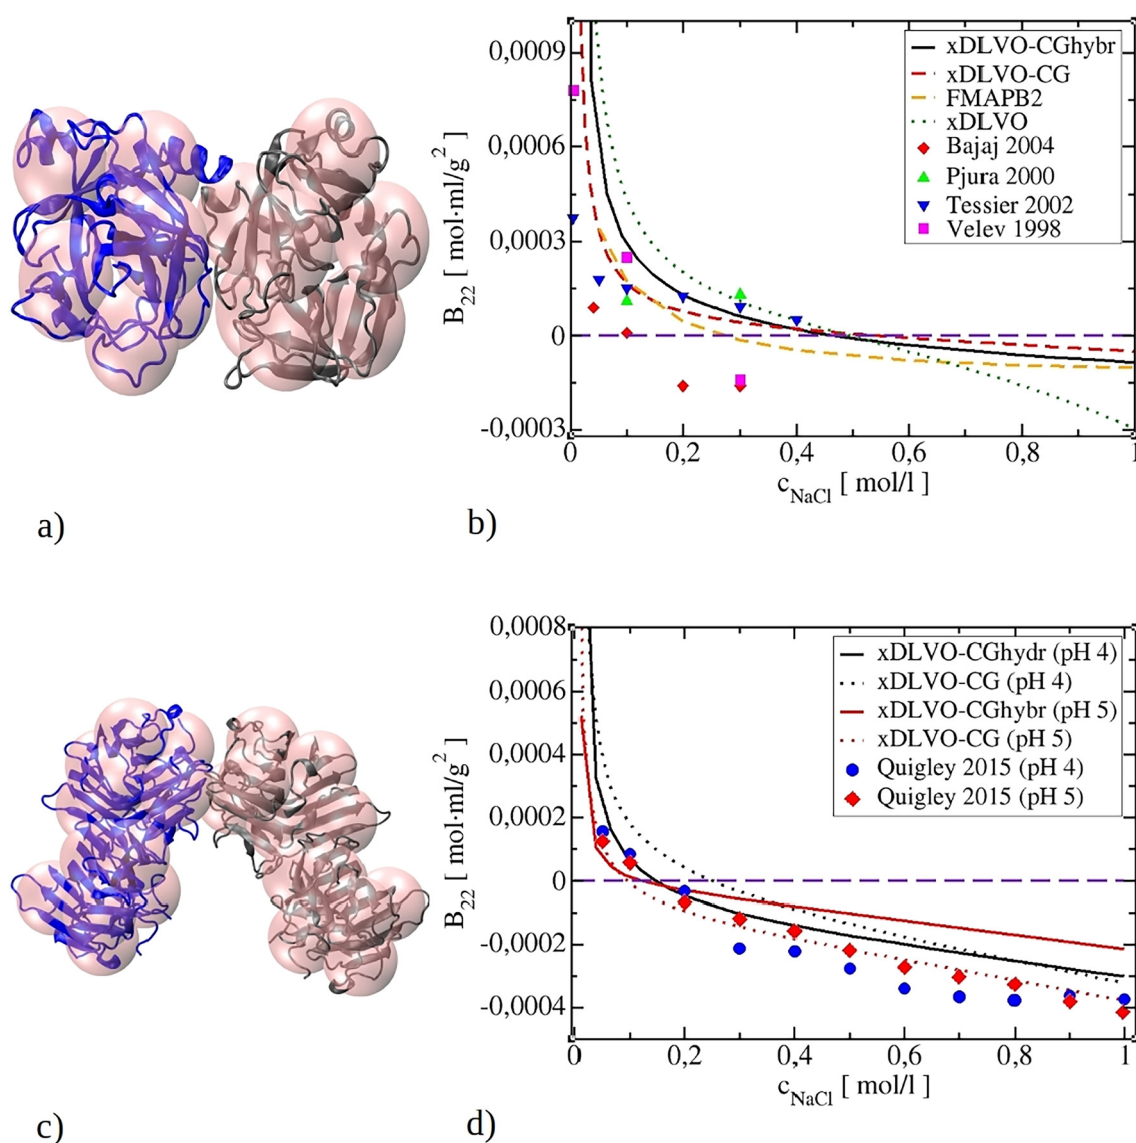 0,0009
0,0006
0,0003
0
-0,0003
B22 [ mol·ml/g2 ]
xDLVO-CGhybr
xDLVO-CG
FMAPB2
xDLVO
Bajaj 2004
Pjura 2000
Tessier 2002
Velev 1998
0 0,2 0,4 0,6 0,8 1
cNaCl [ mol/l ]
a)
b)
0,0008
0,0006
0,0004
0,0002
0
-0,0002
-0,0004
B22 [ mol·ml/g2 ]
xDLVO-CGhydr (pH 4)
xDLVO-CG (pH 4)
xDLVO-CGhybr (pH 5)
xDLVO-CG (pH 5)
Quigley 2015 (pH 4)
Quigley 2015 (pH 5)
0 0,2 0,4 0,6 0,8 1
cNaCl [ mol/l ]
c)
d)